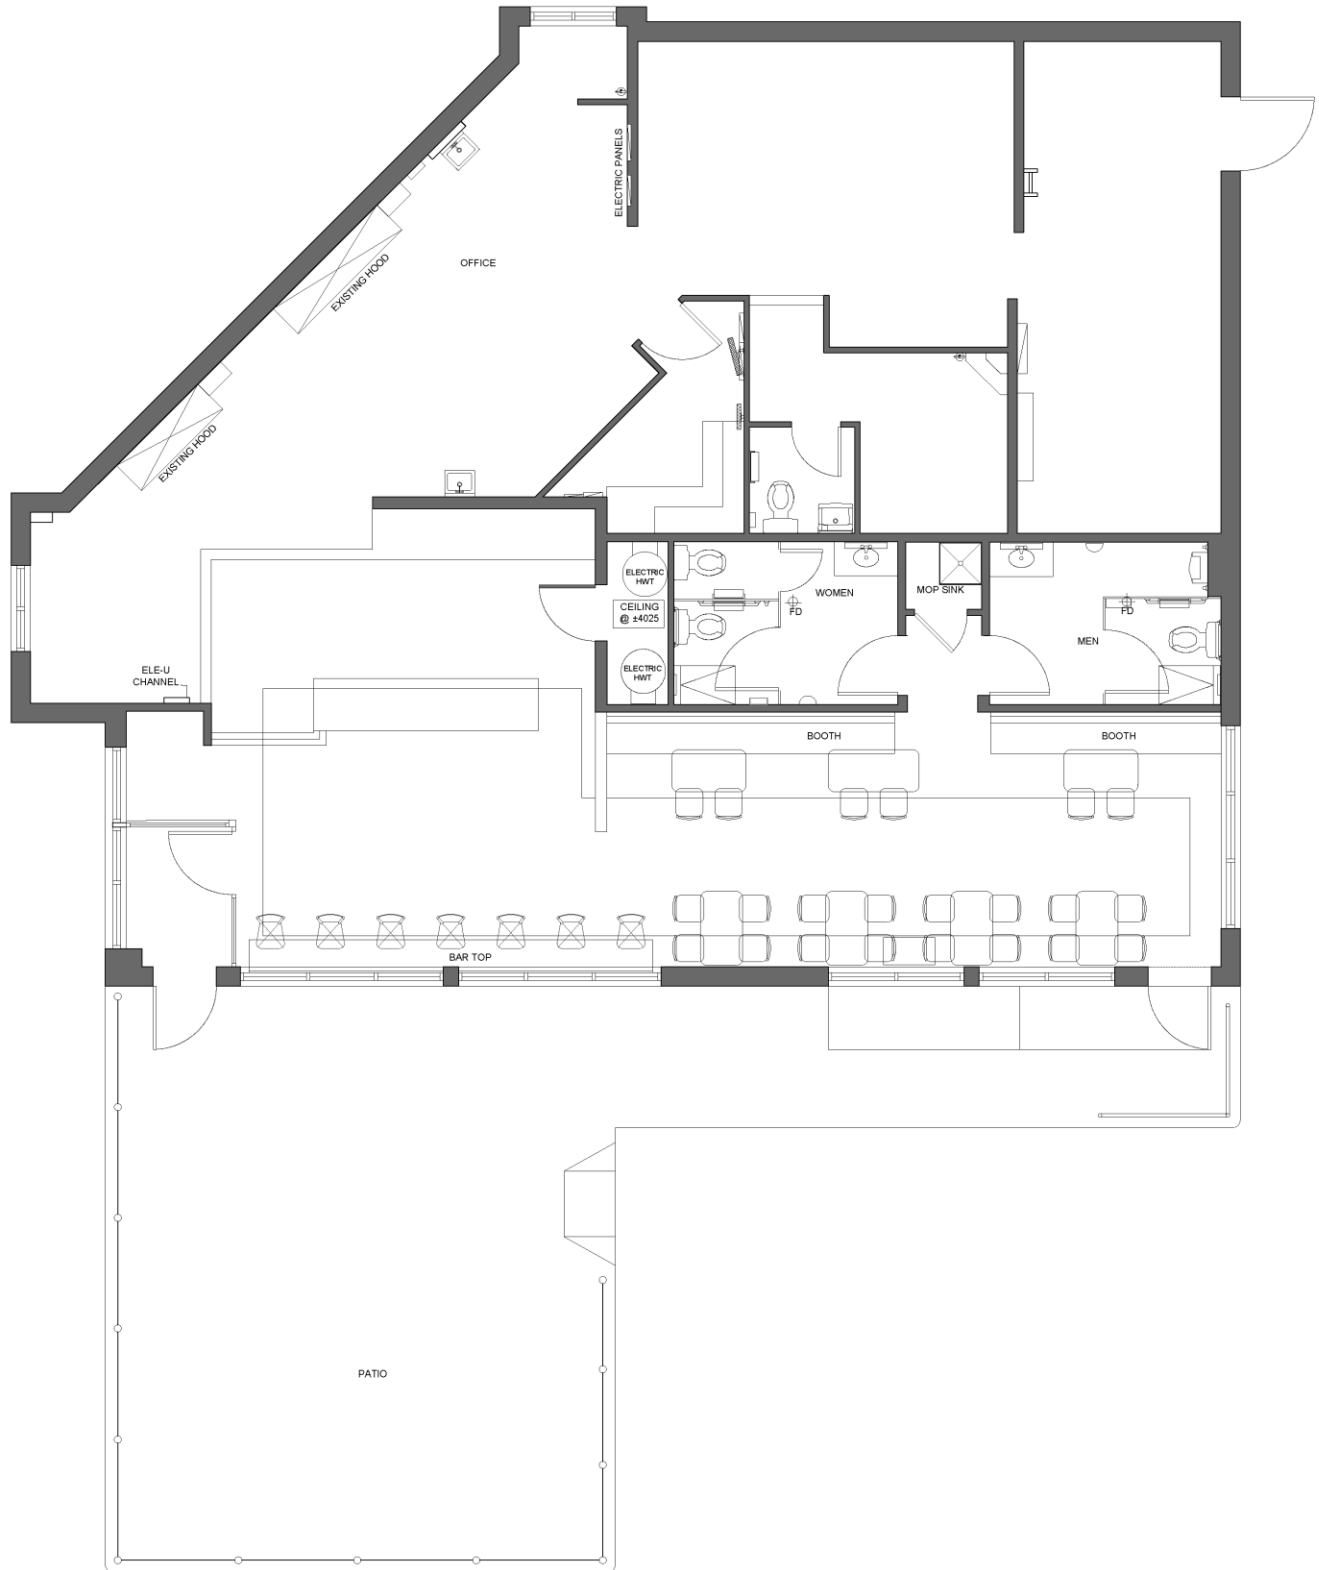 ELECTRIC PANELS
OFFICE
EXISTING HOOD
EXISTING HOOD
ELECTRIC
HWT
CEILING
@ ±4025
ELECTRIC
HWT
WOMEN
FD
MOP SINK
FD
MEN
ELE-U
CHANNEL
BOOTH
BOOTH
BAR TOP
PATIO